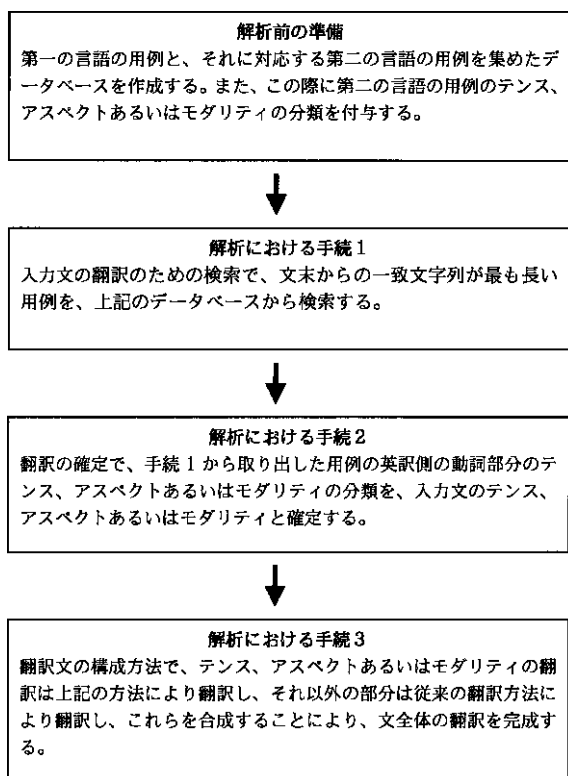 解析前の準備
第一の言語の用例と、それに対応する第二の言語の用例を集めたデ
ータベースを作成する。また、この際に第二の言語の用例のテンス、
アスペクトあるいはモダリティの分類を付与する。
解析における手続1
入力文の翻訳のための検索で、文末からの一致文字列が最も長い
用例を、上記のデータベースから検索する。
解析における手続2
翻訳の確定で、手続1から取り出した用例の英訳側の動詞部分のテ
ンス、アスペクトあるいはモダリティの分類を、入力文のテンス、
アスペクトあるいはモダリティと確定する。
解析における手続3
翻訳文の構成方法で、テンス、アスペクトあるいはモダリティの翻
訳は上記の方法により翻訳し、それ以外の部分は従来の翻訳方法に
より翻訳し、これらを合成することにより、文全体の翻訳を完成す
る。